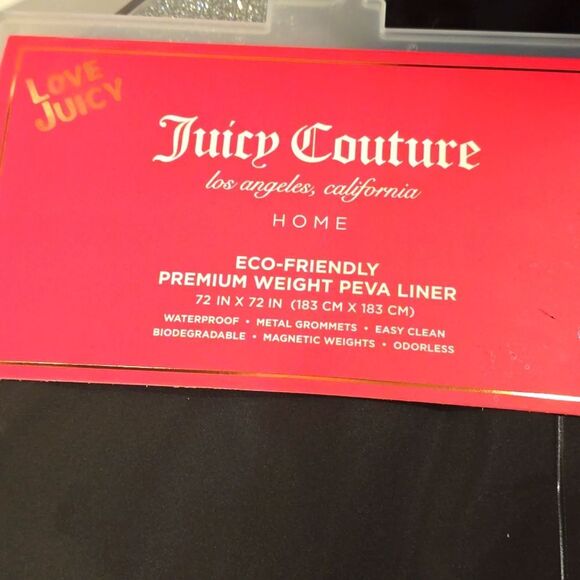 LOVE
JUICY
Juicy Couture
los angeles, california
HOME
ECO-FRIENDLY
PREMIUM WEIGHT PEVA LINER
72 IN X 72 IN (183 CM X 183 CM)
WATERPROOF • METAL GROMMETS • EASY CLEAN
BIODEGRADABLE • MAGNETIC WEIGHTS • ODORLESS